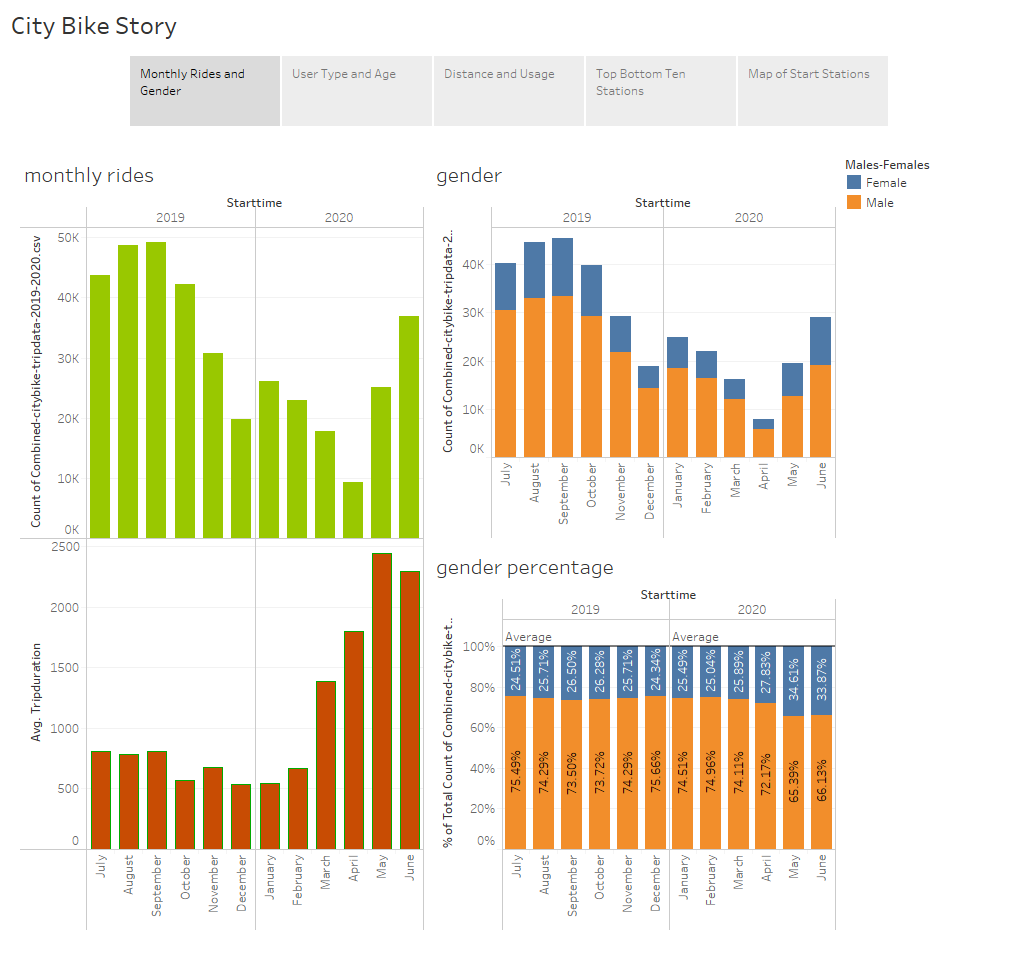 City Bike Story
Monthly Rides and
Gender
User Type and Age
Distance and Usage
Top Bottom Ten
Stations
Map of Start Stations
monthly rides
Starttime
2019
2020
Count of Combined-citybike-tripdata-2019-2020.csv
50K
40K
30K
20K
10K
0K
Avg. Tripduration
2500
2000
1500
1000
500
0
July
August
September
October
November
December
January
February
March
April
May
June
gender
Starttime
2019
2020
Count of Combined-citybike-tripdata-2..
40K
30K
20K
10K
0K
July
August
September
October
November
December
January
February
March
April
May
June
Males-Females
Female
Male
gender percentage
Starttime
2019
2020
Average
Average
% of Total Count of Combined-citybike-t..
100%
80%
60%
40%
20%
0%
24.51%
25.71%
26.50%
26.28%
25.71%
24.34%
25.49%
25.04%
25.89%
27.83%
34.61%
33.87%
75.49%
74.29%
73.50%
73.72%
74.29%
75.66%
74.51%
74.96%
74.11%
72.17%
65.39%
66.13%
July
August
September
October
November
December
January
February
March
April
May
June